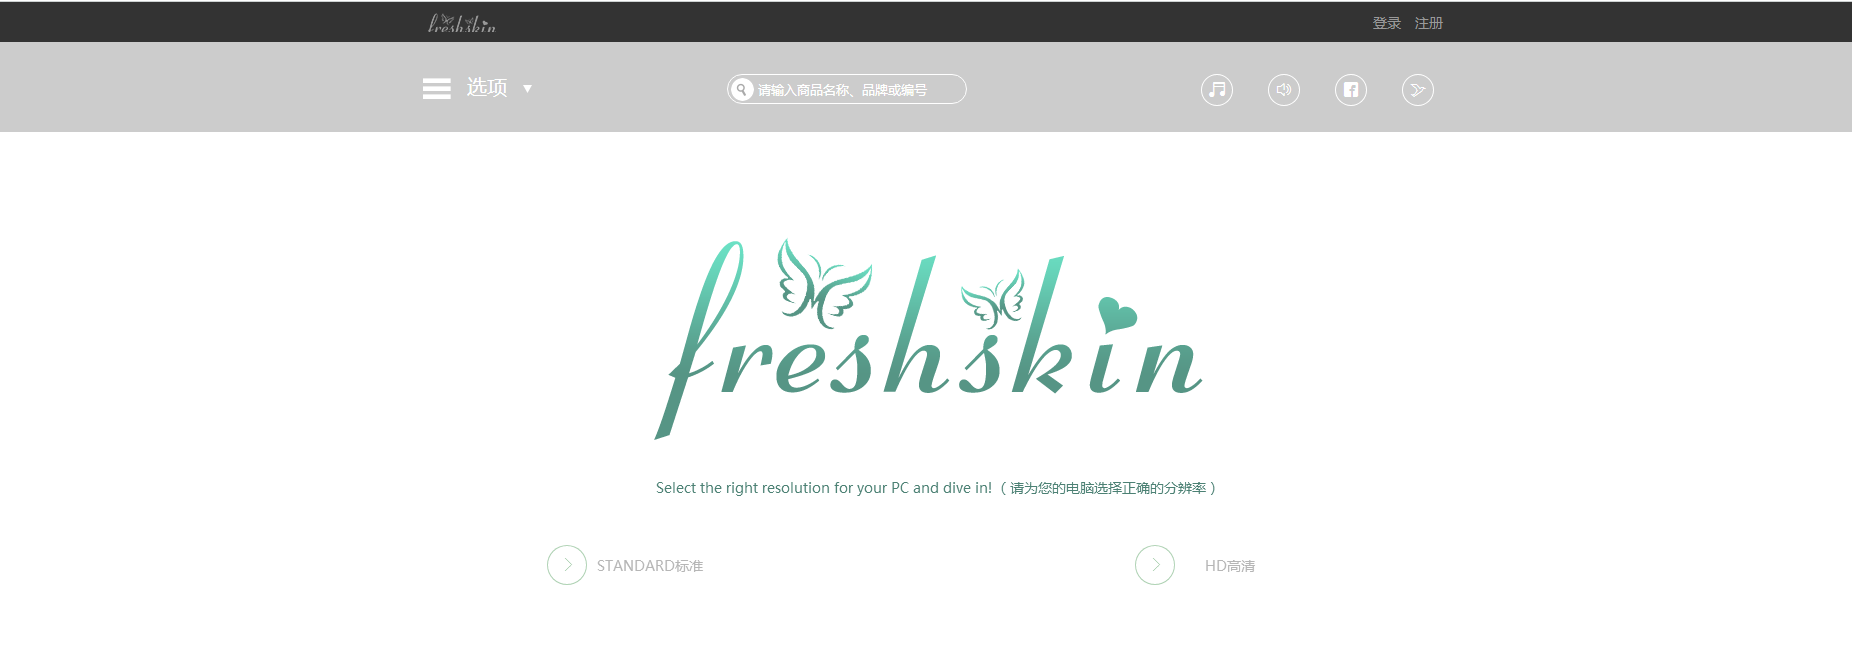 freshskin
登录 注册
选项
请输入商品名称、品牌或编号
freshskin
Select the right resolution for your PC and dive in! （请为您的电脑选择正确的分辨率）
STANDARD标准
HD高清